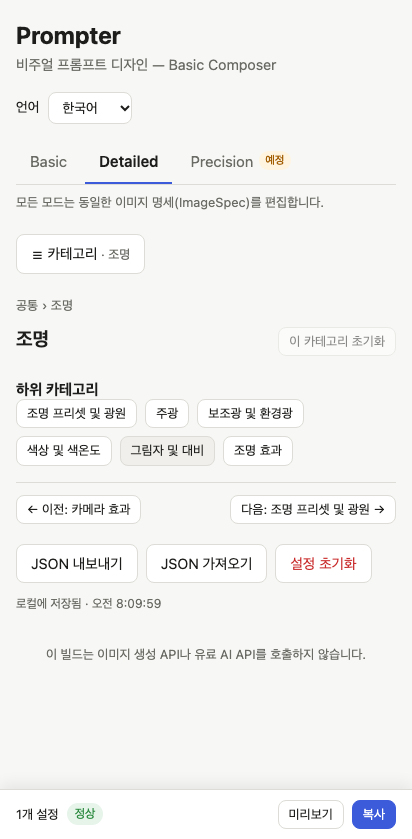 Prompter
비주얼 프롬프트 디자인 — Basic Composer
언어 한국어
Basic Detailed Precision 예정
모든 모드는 동일한 이미지 명세(ImageSpec)를 편집합니다.
≡ 카테고리 · 조명
공통 › 조명
조명 이 카테고리 초기화
하위 카테고리
조명 프리셋 및 광원 주광 보조광 및 환경광
색상 및 색온도 그림자 및 대비 조명 효과
← 이전: 카메라 효과 다음: 조명 프리셋 및 광원 →
JSON 내보내기 JSON 가져오기 설정 초기화
로컬에 저장됨 · 오전 8:09:59
이 빌드는 이미지 생성 API나 유료 AI API를 호출하지 않습니다.
1개 설정 정상 미리보기 복사